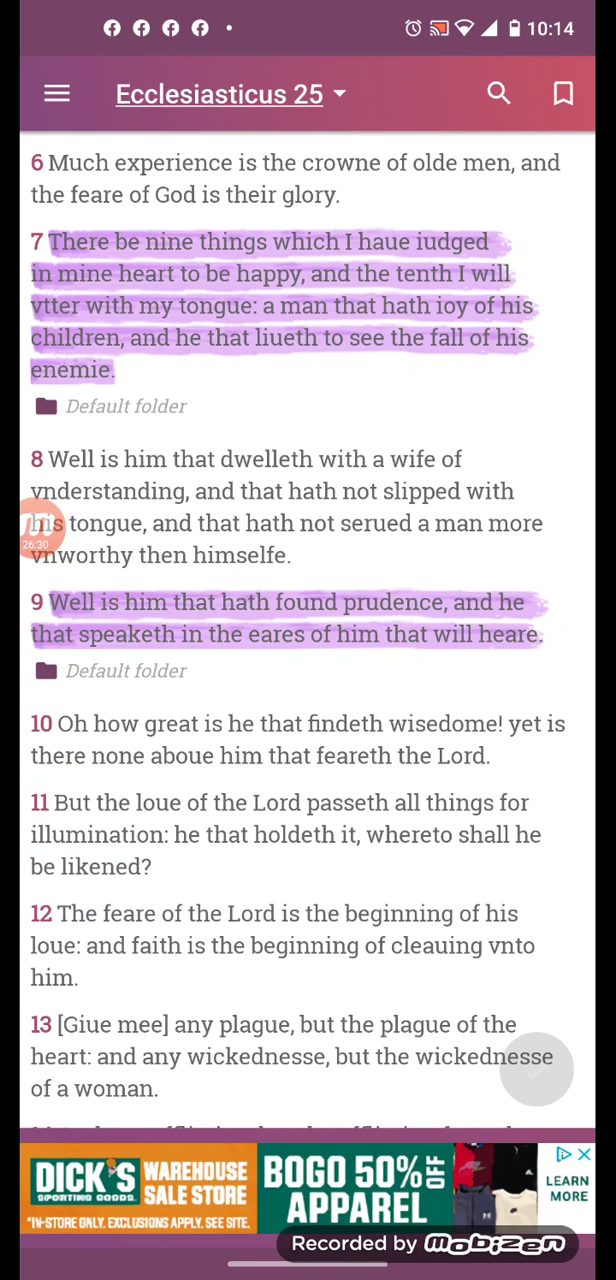 10:14
Ecclesiasticus 25
6 Much experience is the crowne of olde men, and
the feare of God is their glory.
7 There be nine things which I haue iudged
in mine heart to be happy, and the tenth I will
vtter with my tongue: a man that hath ioy of his
children, and he that liueth to see the fall of his
enemie.
Default folder
8 Well is him that dwelleth with a wife of
vnderstanding, and that hath not slipped with
his tongue, and that hath not serued a man more
vnworthy then himselfe.
26:30
9 Well is him that hath found prudence, and he
that speaketh in the eares of him that will heare.
Default folder
10 Oh how great is he that findeth wisedome! yet is
there none aboue him that feareth the Lord.
11 But the loue of the Lord passeth all things for
illumination: he that holdeth it, whereto shall he
be likened?
12 The feare of the Lord is the beginning of his
loue: and faith is the beginning of cleauing vnto
him.
13 [Giue mee] any plague, but the plague of the
heart: and any wickednesse, but the wickednesse
of a woman.
DICK'S
SPORTING GOODS.
WAREHOUSE
SALE STORE
*IN-STORE ONLY. EXCLUSIONS APPLY. SEE SITE.
BOGO 50% OFF
APPAREL
LEARN
MORE
Recorded by mobizen